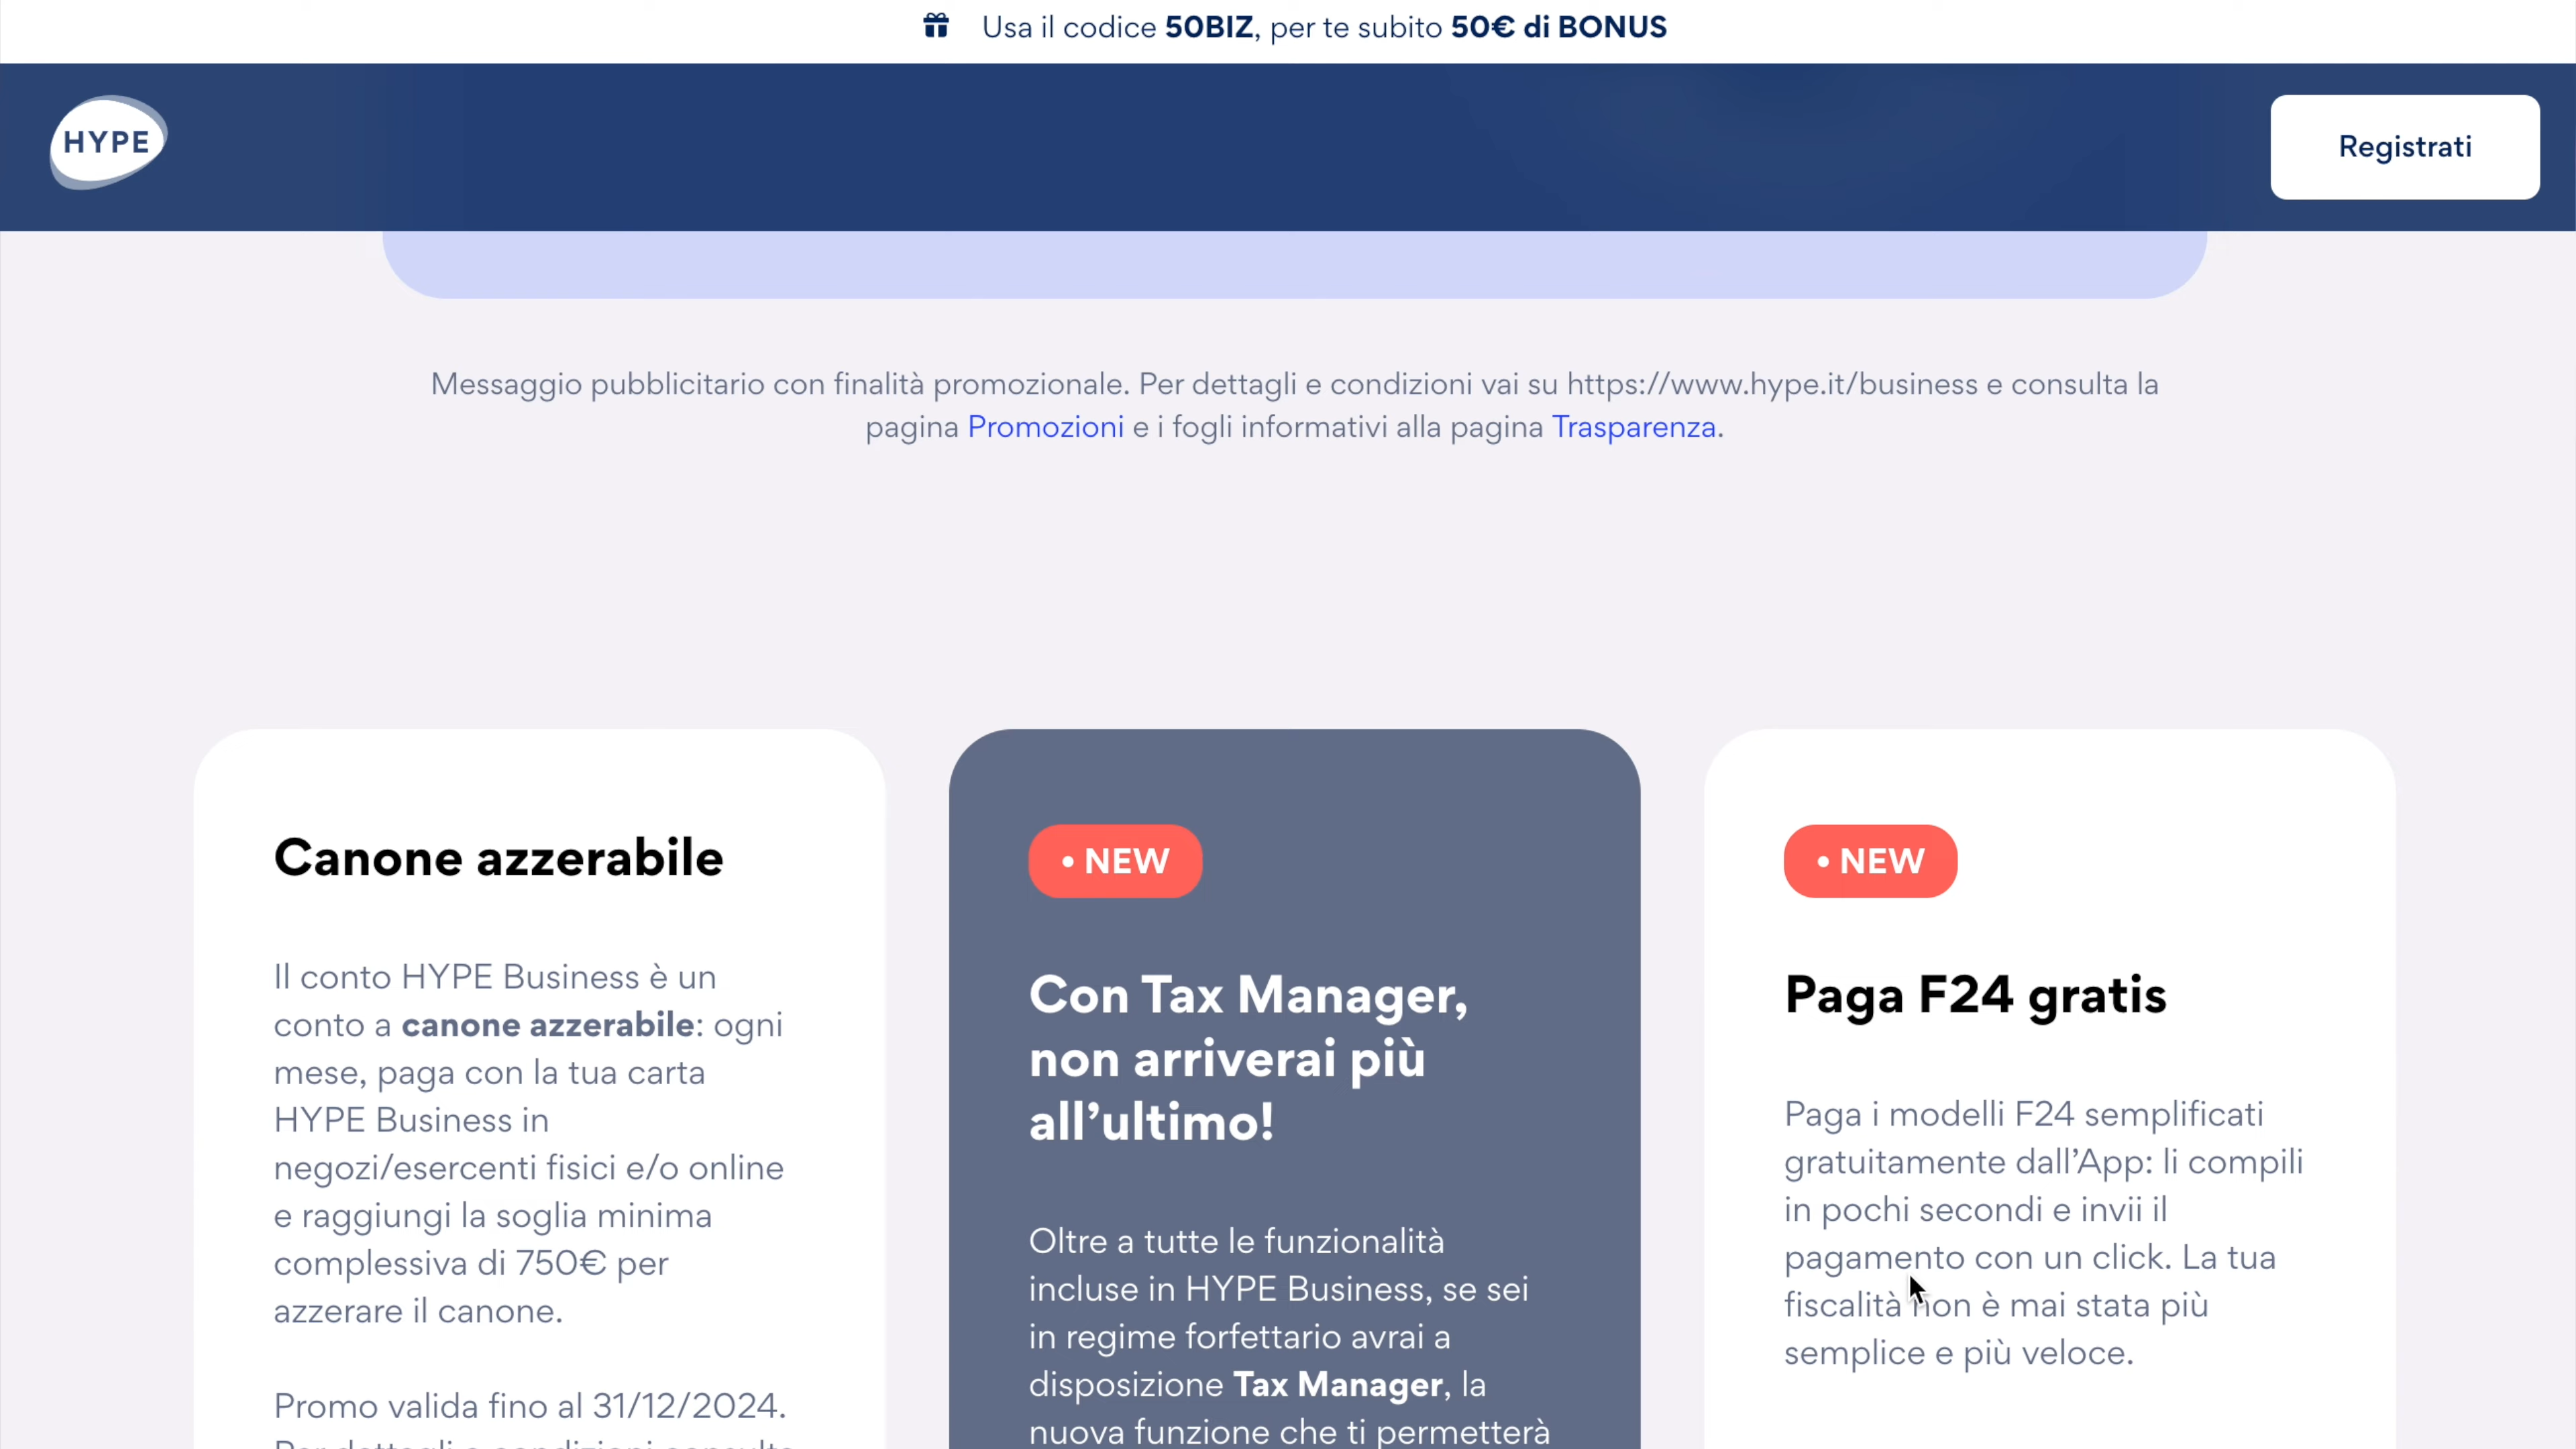 Usa il codice 50BIZ, per te subito 50€ di BONUS
HYPE
Registrati
Messaggio pubblicitario con finalità promozionale. Per dettagli e condizioni vai su https://www.hype.it/business e consulta la
pagina Promozioni e i fogli informativi alla pagina Trasparenza.
Canone azzerabile
Il conto HYPE Business è un
conto a canone azzerabile: ogni
mese, paga con la tua carta
HYPE Business in
negozi/esercenti fisici e/o online
e raggiungi la soglia minima
complessiva di 750€ per
azzerare il canone.
Promo valida fino al 31/12/2024.
Per dettagli e condizioni consulta
• NEW
Con Tax Manager,
non arriverai più
all’ultimo!
Oltre a tutte le funzionalità
incluse in HYPE Business, se sei
in regime forfettario avrai a
disposizione Tax Manager, la
nuova funzione che ti permetterà
• NEW
Paga F24 gratis
Paga i modelli F24 semplificati
gratuitamente dall’App: li compili
in pochi secondi e invii il
pagamento con un click. La tua
fiscalità non è mai stata più
semplice e più veloce.